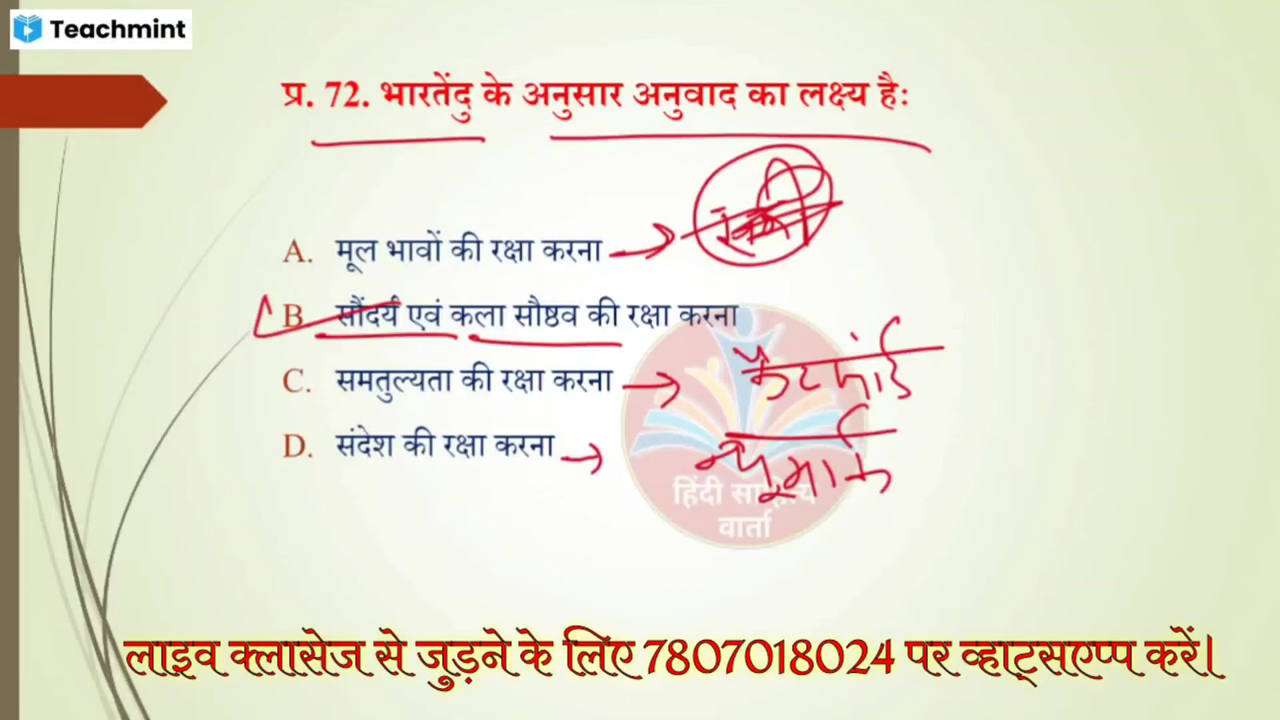 Teachmint
प्र. 72. भारतेंदु के अनुसार अनुवाद का लक्ष्य है:
A. मूल भावों की रक्षा करना
B. सौंदर्य एवं कला सौष्ठव की रक्षा करना
C. समतुल्यता की रक्षा करना
कैटफोर्ड
D. संदेश की रक्षा करना
न्यूमार्क
हिंदी साहित्य
वार्ता
लाइव क्लासेज से जुड़ने के लिए 7807018024 पर व्हाट्सएप्प करें।